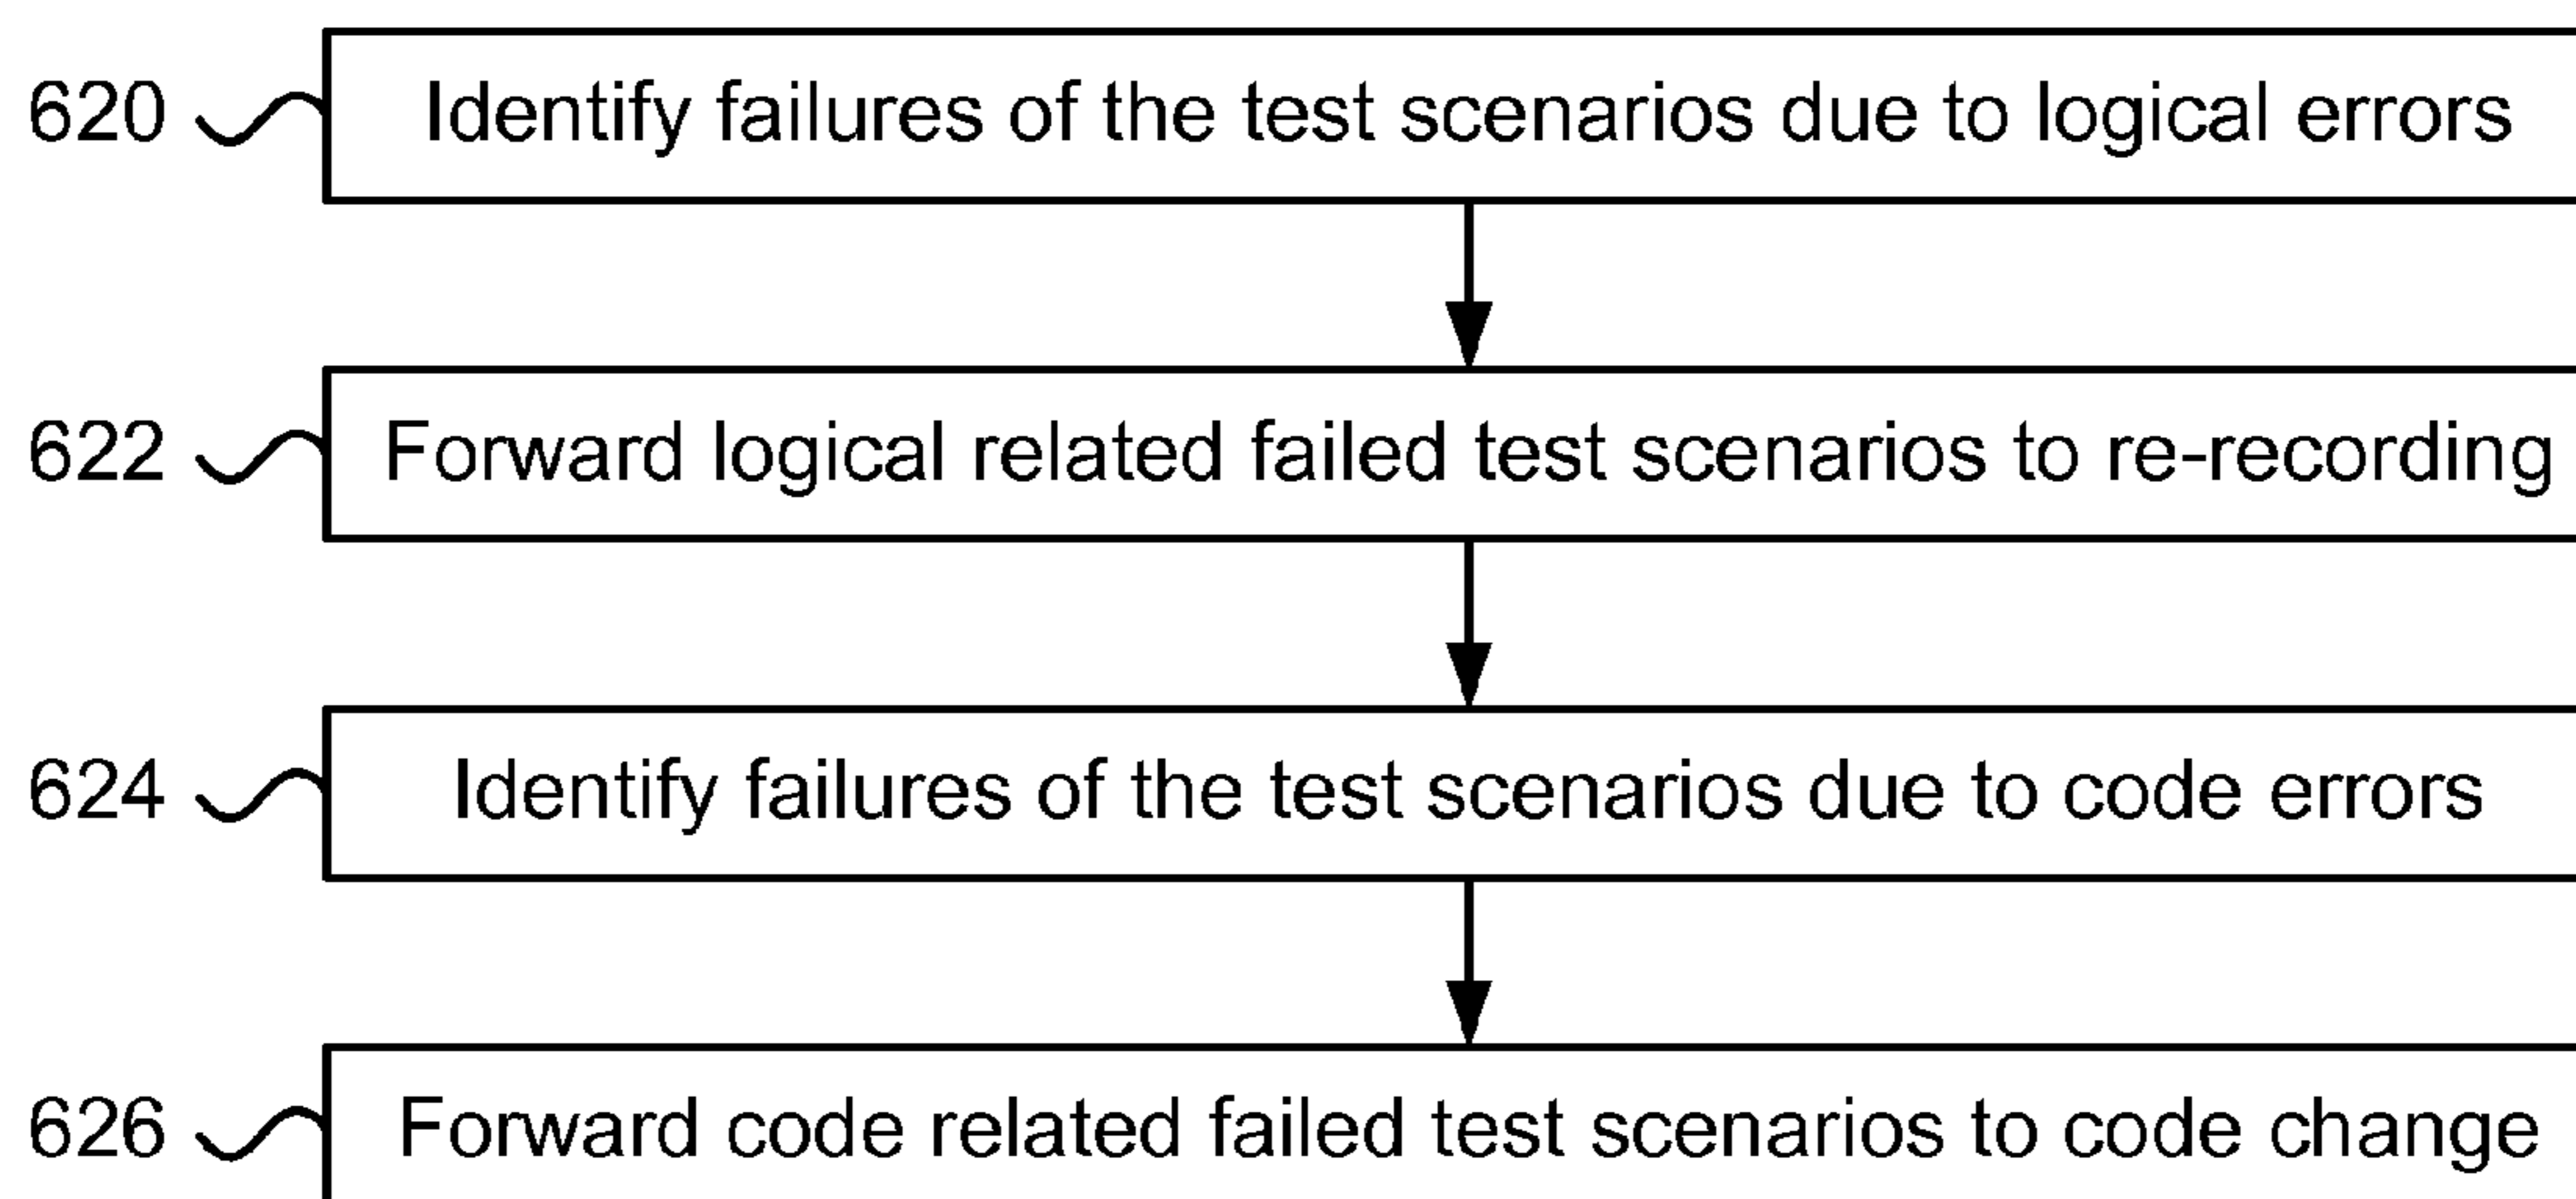 620 Identify failures of the test scenarios due to logical errors
622 Forward logical related failed test scenarios to re-recording
624 Identify failures of the test scenarios due to code errors
626 Forward code related failed test scenarios to code change